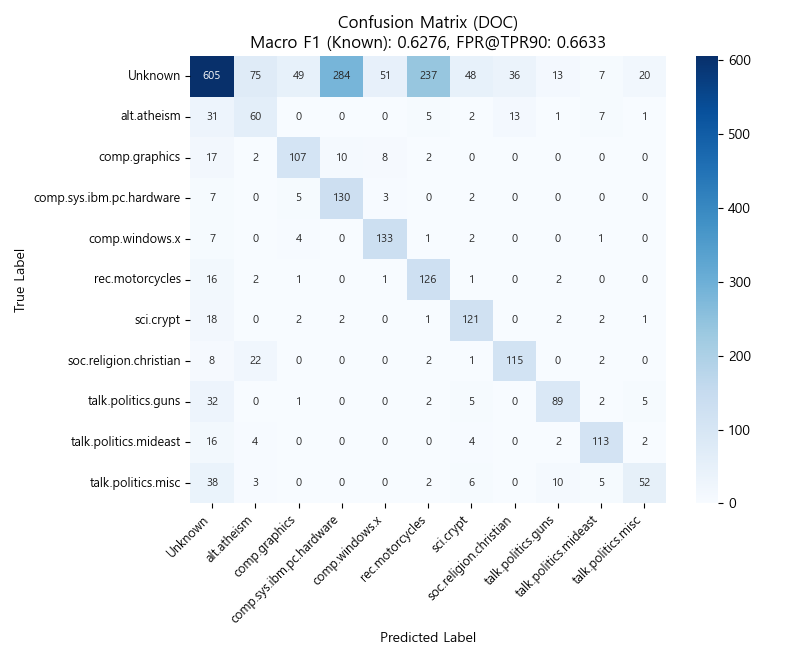 Confusion Matrix (DOC)
Macro F1 (Known): 0.6276, FPR@TPR90: 0.6633
Unknown 605 75 49 284 51 237 48 36 13 7 20
alt.atheism 31 60 0 0 0 5 2 13 1 7 1
comp.graphics 17 2 107 10 8 2 0 0 0 0 0
comp.sys.ibm.pc.hardware 7 0 5 130 3 0 2 0 0 0 0
comp.windows.x 7 0 4 0 133 1 2 0 0 1 0
rec.motorcycles 16 2 1 0 1 126 1 0 2 0 0
sci.crypt 18 0 2 2 0 1 121 0 2 2 1
soc.religion.christian 8 22 0 0 0 2 1 115 0 2 0
talk.politics.guns 32 0 1 0 0 2 5 0 89 2 5
talk.politics.mideast 16 4 0 0 0 0 4 0 2 113 2
talk.politics.misc 38 3 0 0 0 2 6 0 10 5 52
True Label
Unknown
alt.atheism
comp.graphics
comp.sys.ibm.pc.hardware
comp.windows.x
rec.motorcycles
sci.crypt
soc.religion.christian
talk.politics.guns
talk.politics.mideast
talk.politics.misc
Predicted Label
600
500
400
300
200
100
0